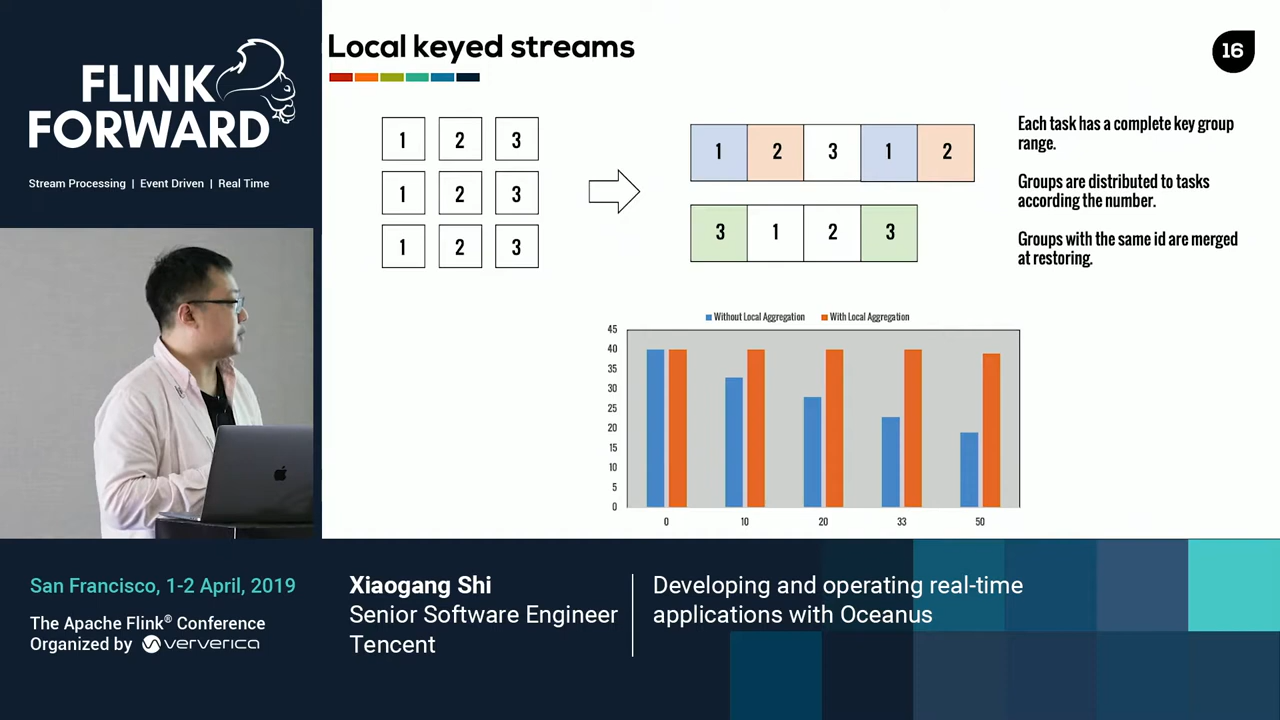 FLINK
FORWARD
Stream Processing | Event Driven | Real Time
Local keyed streams
16
1 2 3
1 2 3
1 2 3
1 2 3 1 2
3 1 2 3
Each task has a complete key group
range.
Groups are distributed to tasks
according the number.
Groups with the same id are merged
at restoring.
Without Local Aggregation
With Local Aggregation
45
40
35
30
25
20
15
10
5
0
0 10 20 33 50
San Francisco, 1-2 April, 2019
The Apache Flink® Conference
Organized by ververica
Xiaogang Shi
Senior Software Engineer
Tencent
Developing and operating real-time
applications with Oceanus